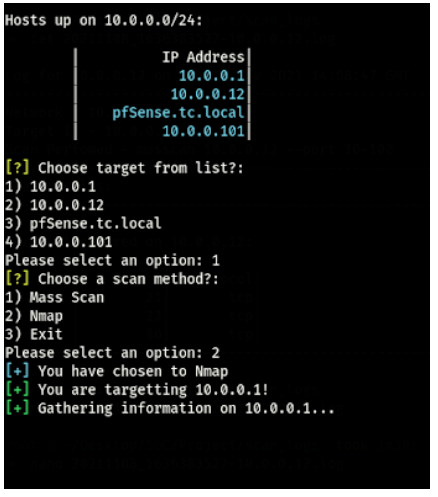 Hosts up on 10.0.0.0/24:
| IP Address|
| 10.0.0.1|
| 10.0.0.12|
| pfSense.tc.local|
| 10.0.0.101|
[?] Choose target from list?:
1) 10.0.0.1
2) 10.0.0.12
3) pfSense.tc.local
4) 10.0.0.101
Please select an option: 1
[?] Choose a scan method?:
1) Mass Scan
2) Nmap
3) Exit
Please select an option: 2
[+] You have chosen to Nmap
[+] You are targetting 10.0.0.1!
[+] Gathering information on 10.0.0.1...